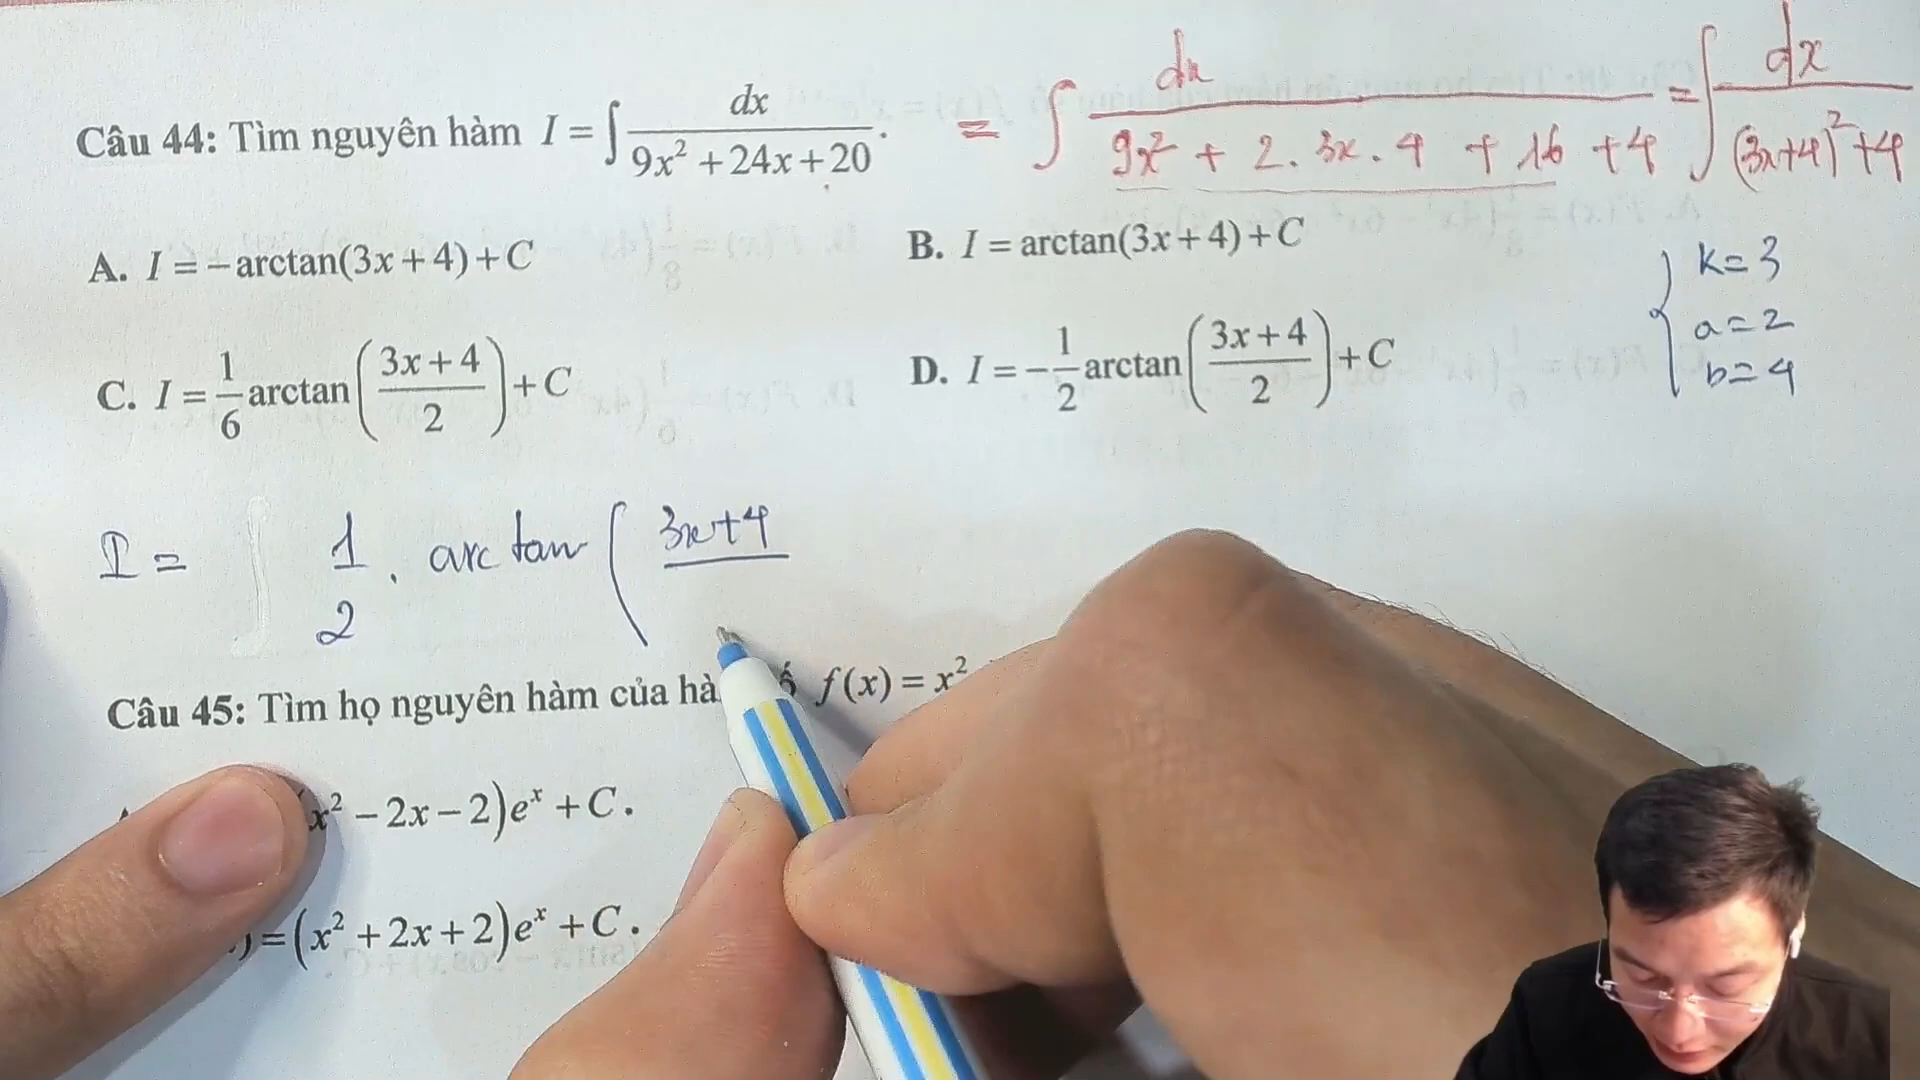 Câu 44: Tìm nguyên hàm I = ∫ dx / (9x² + 24x + 20). = ∫ dx / (9x² + 2. 3x. 4 + 16 + 4) = ∫ dx / ((3x+4)² + 4)
A. I = −arctan(3x + 4) + C
B. I = arctan(3x + 4) + C
C. I = 1/6 arctan((3x + 4)/2) + C
D. I = −1/2 arctan((3x + 4)/2) + C
{ k = 3
a = 2
b = 4
I = 1 2 . arctan ( 3x+4
Câu 45: Tìm họ nguyên hàm của f(x) = x²
x² − 2x − 2)eˣ + C.
) = (x² + 2x + 2)eˣ + C.